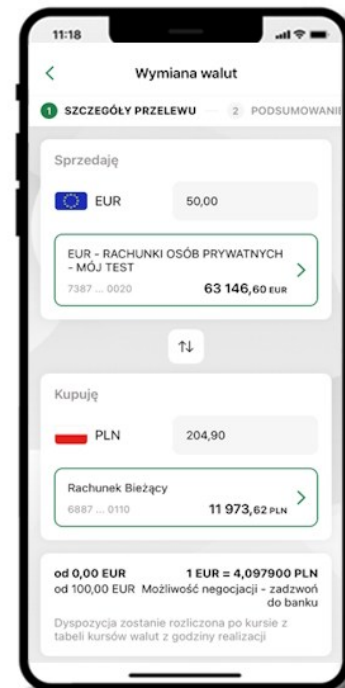 11:18
Wymiana walut
1 SZCZEGÓŁY PRZELEWU 2 PODSUMOWANIE
Sprzedaję
EUR 50,00
EUR - RACHUNKI OSÓB PRYWATNYCH
- MÓJ TEST
7387 ... 0020 63 146,60 EUR
Kupuję
PLN 204,90
Rachunek Bieżący
6887 ... 0110 11 973,62 PLN
od 0,00 EUR 1 EUR = 4,097900 PLN
od 100,00 EUR Możliwość negocjacji - zadzwoń
do banku
Dyspozycja zostanie rozliczona po kursie z
tabeli kursów walut z godziny realizacji